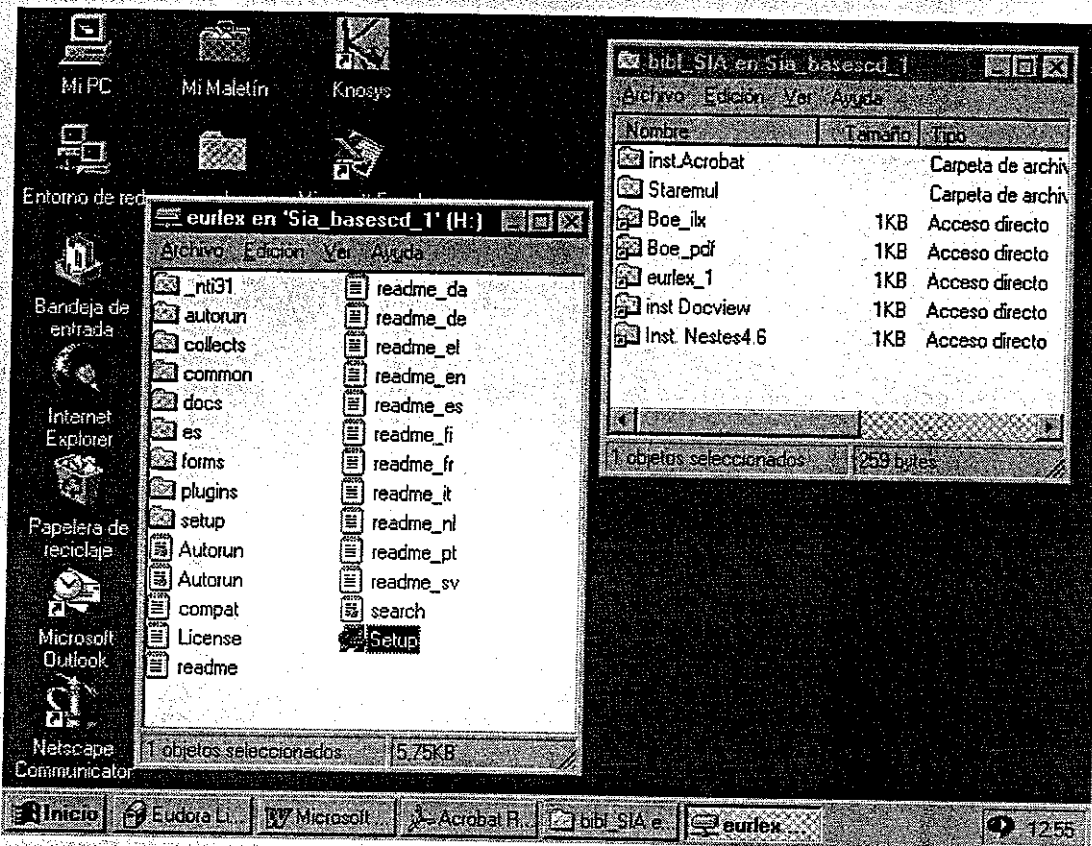 Mi PC
Mi Maletín
Knosys
Entorno de red
Bandeja de
entrada
Internet
Explorer
Papelera de
reciclaje
Microsoft
Outlook
Netscape
Communicator
eurlex en 'Sia_basescd_1' (H:)
Archivo Edición Ver Ayuda
_nti31
autorun
collects
common
docs
es
forms
plugins
setup
Autorun
Autorun
compat
License
readme
readme_da
readme_de
readme_el
readme_en
readme_es
readme_fi
readme_fr
readme_it
readme_nl
readme_pt
readme_sv
search
Setup
1 objetos seleccionados 5,75KB
bibl_SIA en Sia_basescd_1
Archivo Edición Ver Ayuda
Nombre Tamaño Tipo
inst.Acrobat Carpeta de archiv
Staremul Carpeta de archiv
Boe_ilx 1KB Acceso directo
Boe_pdf 1KB Acceso directo
eurlex_1 1KB Acceso directo
inst Docview 1KB Acceso directo
Inst. Nestes4.6 1KB Acceso directo
1 objetos seleccionados 259 bytes
Inicio Eudora Li... Microsoft ... Acrobat R... bibl_SIA e... eurlex 12:55